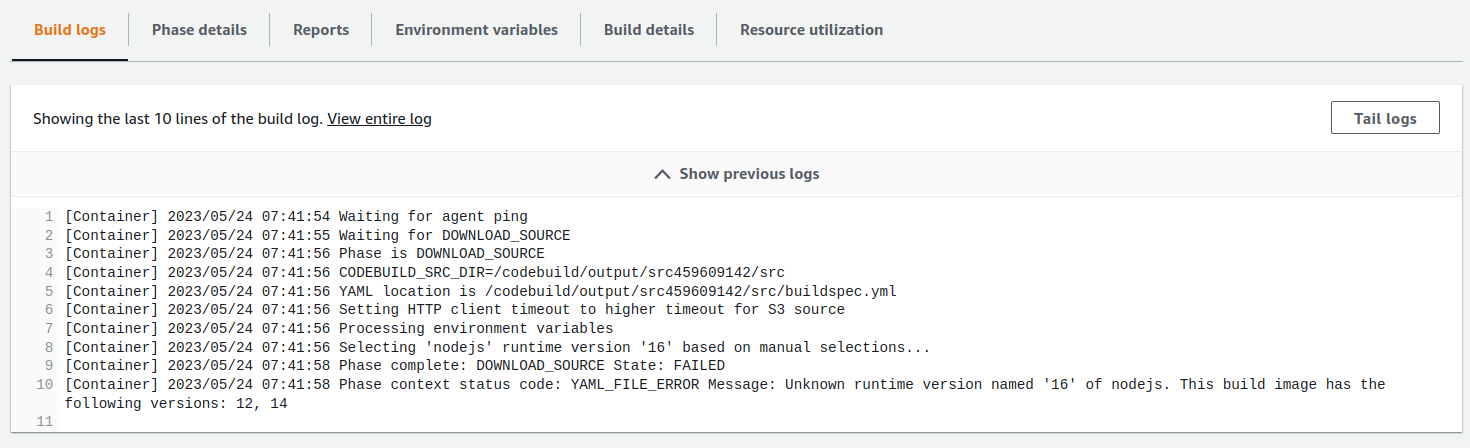 Build logs Phase details Reports Environment variables Build details Resource utilization
Showing the last 10 lines of the build log. View entire log Tail logs
Show previous logs
1 [Container] 2023/05/24 07:41:54 Waiting for agent ping
2 [Container] 2023/05/24 07:41:55 Waiting for DOWNLOAD_SOURCE
3 [Container] 2023/05/24 07:41:56 Phase is DOWNLOAD_SOURCE
4 [Container] 2023/05/24 07:41:56 CODEBUILD_SRC_DIR=/codebuild/output/src459609142/src
5 [Container] 2023/05/24 07:41:56 YAML location is /codebuild/output/src459609142/src/buildspec.yml
6 [Container] 2023/05/24 07:41:56 Setting HTTP client timeout to higher timeout for S3 source
7 [Container] 2023/05/24 07:41:56 Processing environment variables
8 [Container] 2023/05/24 07:41:56 Selecting 'nodejs' runtime version '16' based on manual selections...
9 [Container] 2023/05/24 07:41:58 Phase complete: DOWNLOAD_SOURCE State: FAILED
10 [Container] 2023/05/24 07:41:58 Phase context status code: YAML_FILE_ERROR Message: Unknown runtime version named '16' of nodejs. This build image has the
following versions: 12, 14
11